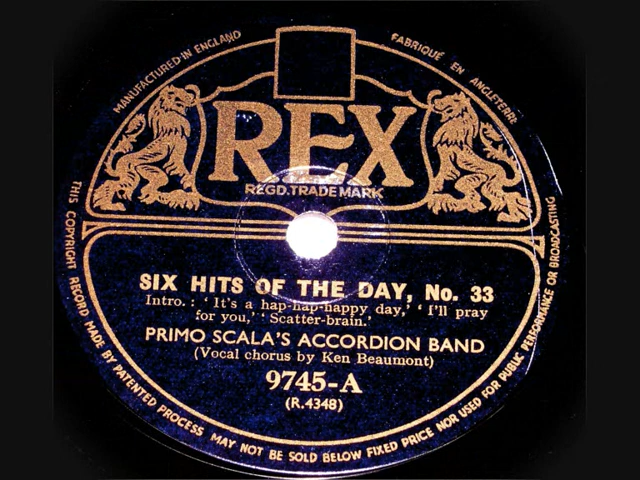 MANUFACTURED IN ENGLAND
FABRIQUÉ EN ANGLETERRE
REX
REGD. TRADE MARK
SIX HITS OF THE DAY, No. 33
Intro.: ‘ It's a hap-hap-happy day,’ ‘ I'll pray
for you,’ ‘ Scatter-brain.’
PRIMO SCALA'S ACCORDION BAND
(Vocal chorus by Ken Beaumont)
9745-A
(R.4348)
THIS COPYRIGHT RECORD MADE BY PATENTED PROCESS MAY NOT BE SOLD BELOW FIXED PRICE NOR USED FOR PUBLIC PERFORMANCE OR BROADCASTING